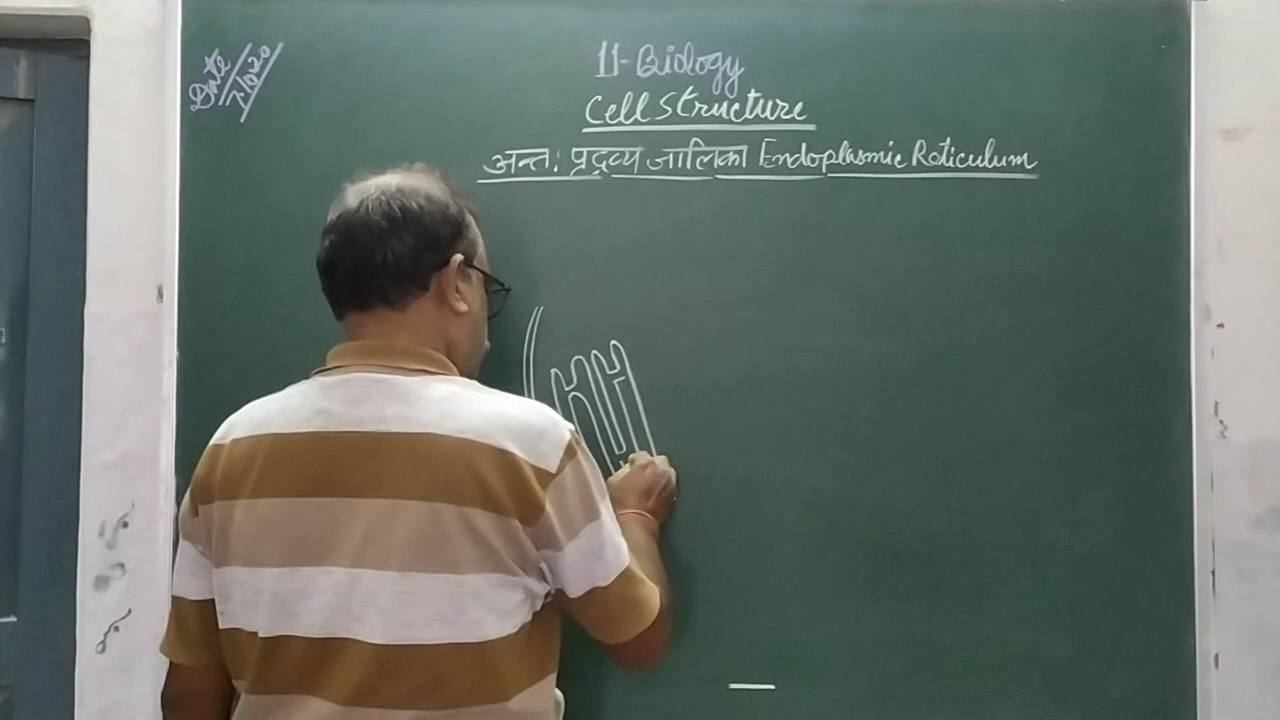 Date
7/10/20
11-Biology
Cell Structure
अन्तः प्रद्रव्य जालिका Endoplasmic Reticulum